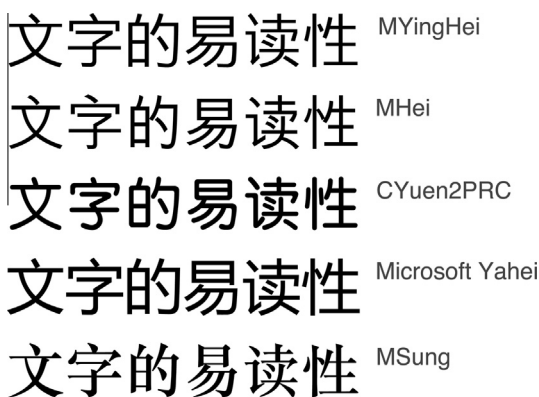 文字的易读性 MYingHei
文字的易读性 MHei
文字的易读性 CYuen2PRC
文字的易读性 Microsoft Yahei
文字的易读性 MSung